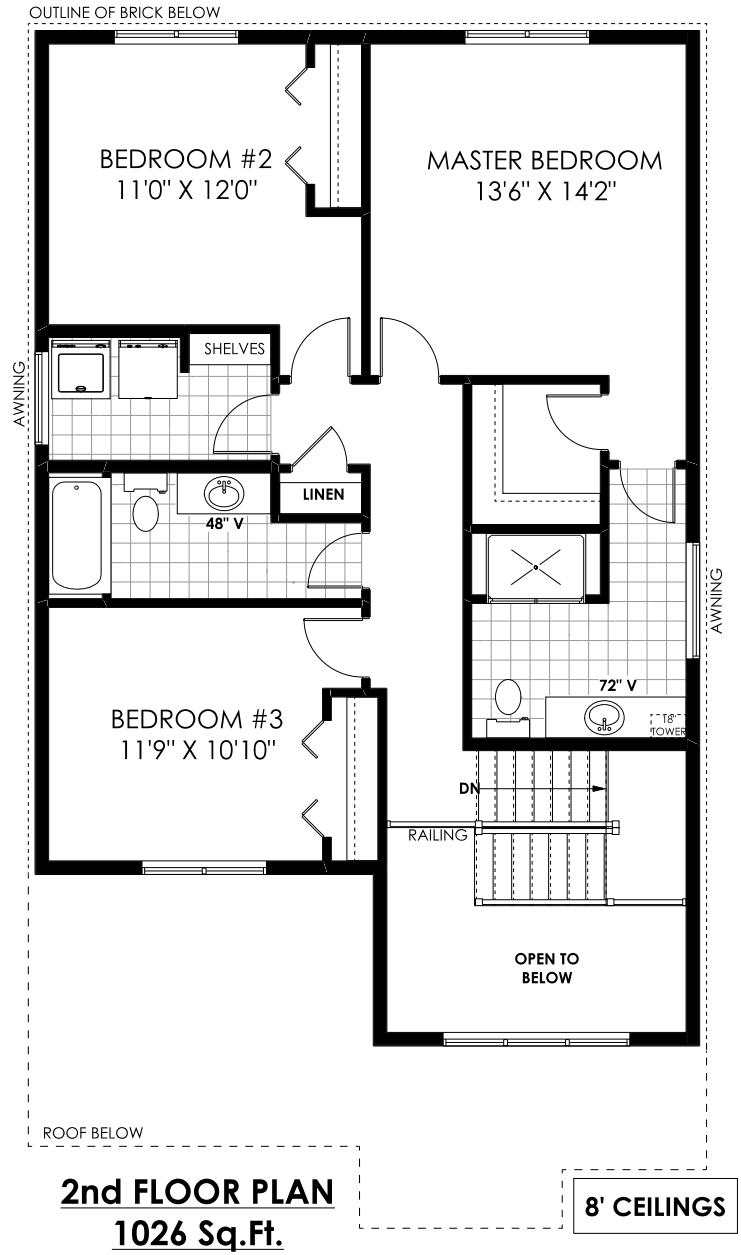 OUTLINE OF BRICK BELOW
BEDROOM #2
11'0" X 12'0"
MASTER BEDROOM
13'6" X 14'2"
SHELVES
AWNING
LINEN
48" V
AWNING
72" V
18"
TOWER
BEDROOM #3
11'9" X 10'10"
DN
RAILING
OPEN TO
BELOW
ROOF BELOW
2nd FLOOR PLAN
1026 Sq.Ft.
8' CEILINGS